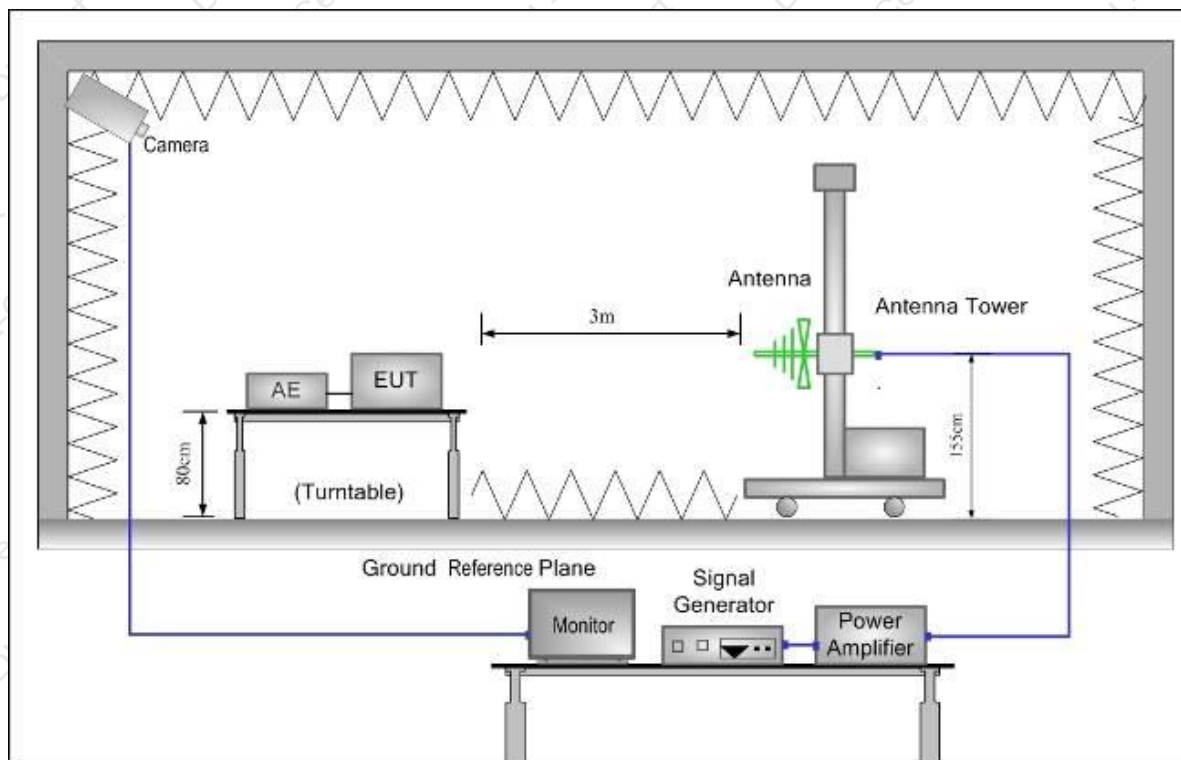 Camera
Antenna
3m
Antenna Tower
AE
EUT
80cm
155cm
(Turntable)
Ground Reference Plane
Signal
Generator
Monitor
Power
Amplifier